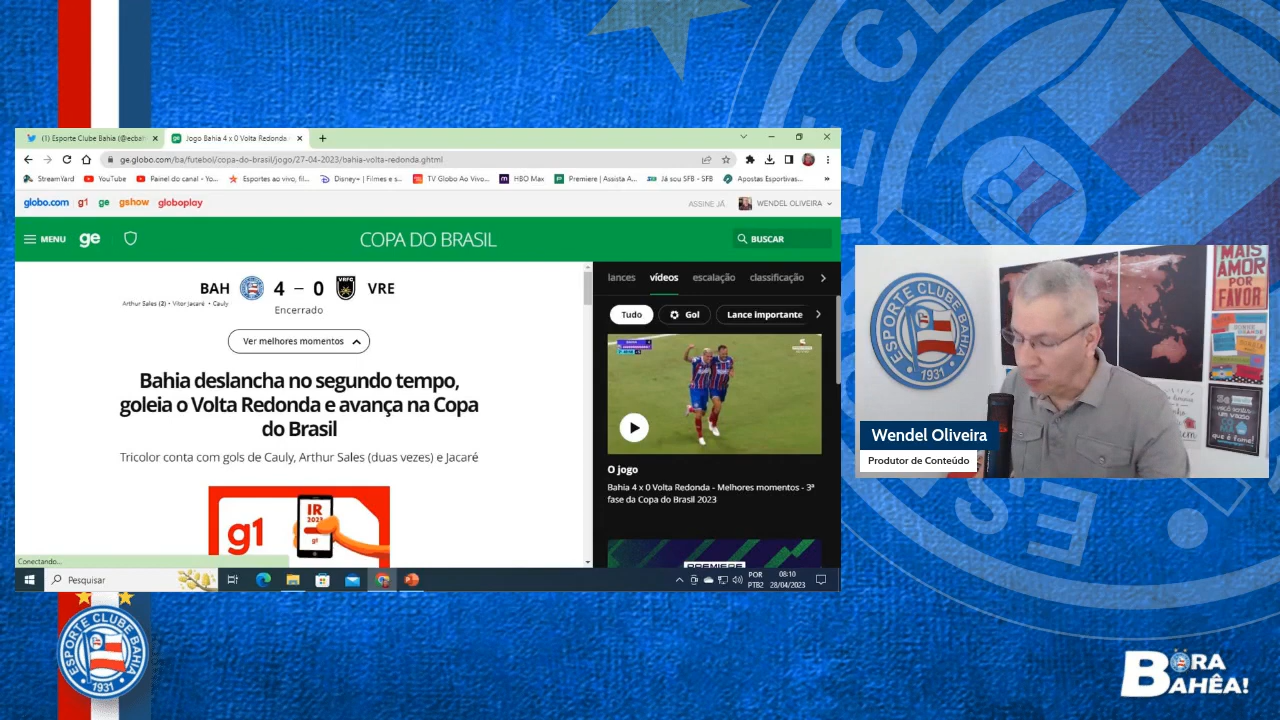 (1) Esporte Clube Bahia (@ecbah
Jogo Bahia 4 x 0 Volta Redonda
ge.globo.com/ba/futebol/copa-do-brasil/jogo/27-04-2023/bahia-volta-redonda.ghtml
StreamYard
YouTube
Painel do canal - Yo...
Esportes ao vivo, fil...
Disney+ | Filmes e s...
TV Globo Ao Vivo...
HBO Max
Premiere | Assista A...
Já sou SFB - SFB
Apostas Esportivas...
»
globo.com
g1
ge
gshow
globoplay
ASSINE JÁ
WENDEL OLIVEIRA
MENU
ge
COPA DO BRASIL
BUSCAR
BAH 4 – 0 VRE
VRFC
Arthur Sales (2) • Vitor Jacaré • Cauly
Encerrado
Ver melhores momentos
Bahia deslancha no segundo tempo,
goleia o Volta Redonda e avança na Copa
do Brasil
Tricolor conta com gols de Cauly, Arthur Sales (duas vezes) e Jacaré
g1
IR
2023
g1
Conectando...
lances
vídeos
escalação
classificação
Tudo
Gol
Lance importante
O jogo
Bahia 4 x 0 Volta Redonda - Melhores momentos - 3ª
fase da Copa do Brasil 2023
PREMIERE
Pesquisar
POR
PTB2
08:10
28/04/2023
ESPORTE CLUBE BAHIA
1931
MAIS
AMOR
POR
FAVOR
Wendel Oliveira
Produtor de Conteúdo
que é fome!
ESPORTE CLUBE BAHIA
1931
BORA
BAHÊA!